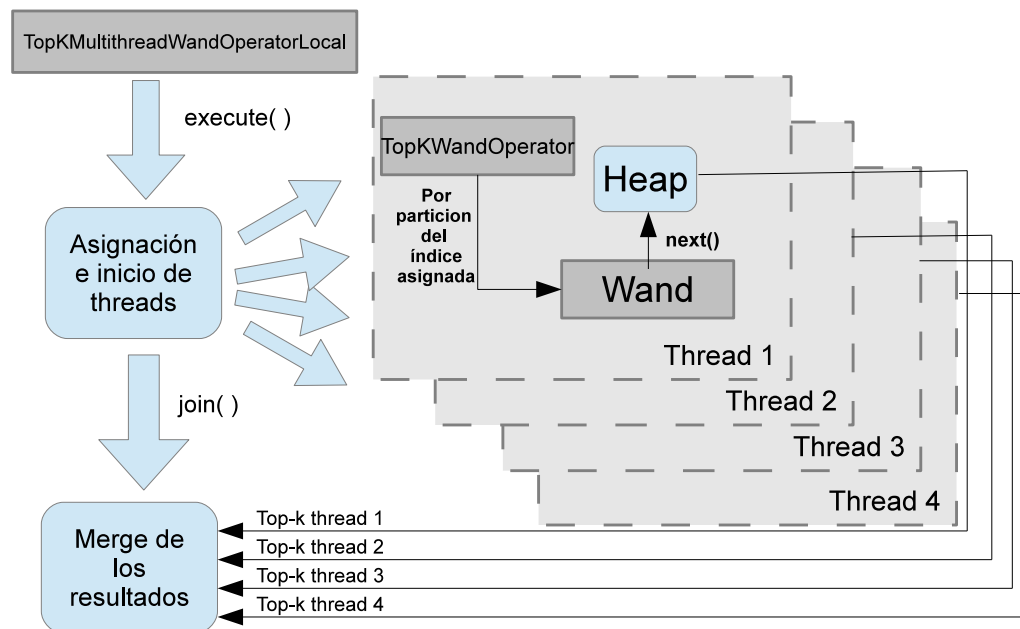 TopKMultithreadWandOperatorLocal
execute( )
Asignación
e inicio de
threads
join( )
Merge de
los
resultados
TopKWandOperator
Por
particion
del
índice
asignada
Heap
next()
Wand
Thread 1
Thread 2
Thread 3
Thread 4
Top-k thread 1
Top-k thread 2
Top-k thread 3
Top-k thread 4